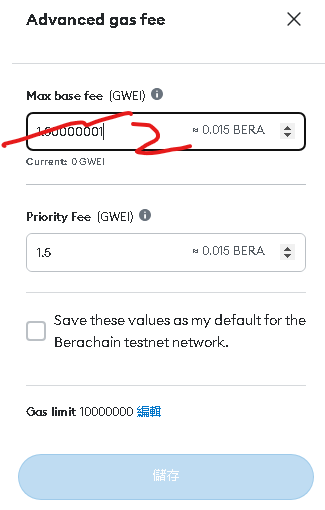 Advanced gas fee
Max base fee (GWEI)
1.50000001 ≈ 0.015 BERA
2
Current: 0 GWEI
Priority Fee (GWEI)
1.5 ≈ 0.015 BERA
Save these values as my default for the
Berachain testnet network.
Gas limit 10000000 編輯
儲存